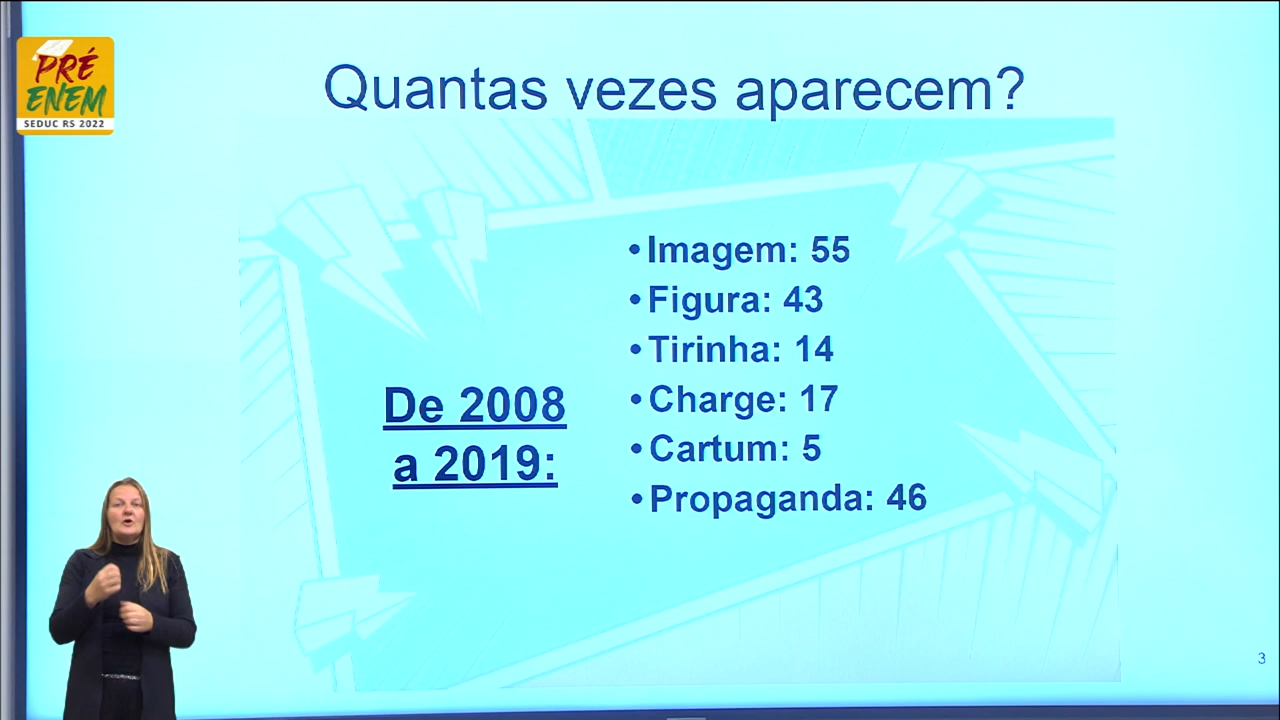 PRÉ
ENEM
SEDUC RS 2022
Quantas vezes aparecem?
De 2008
a 2019:
•Imagem: 55
•Figura: 43
•Tirinha: 14
•Charge: 17
•Cartum: 5
•Propaganda: 46
3